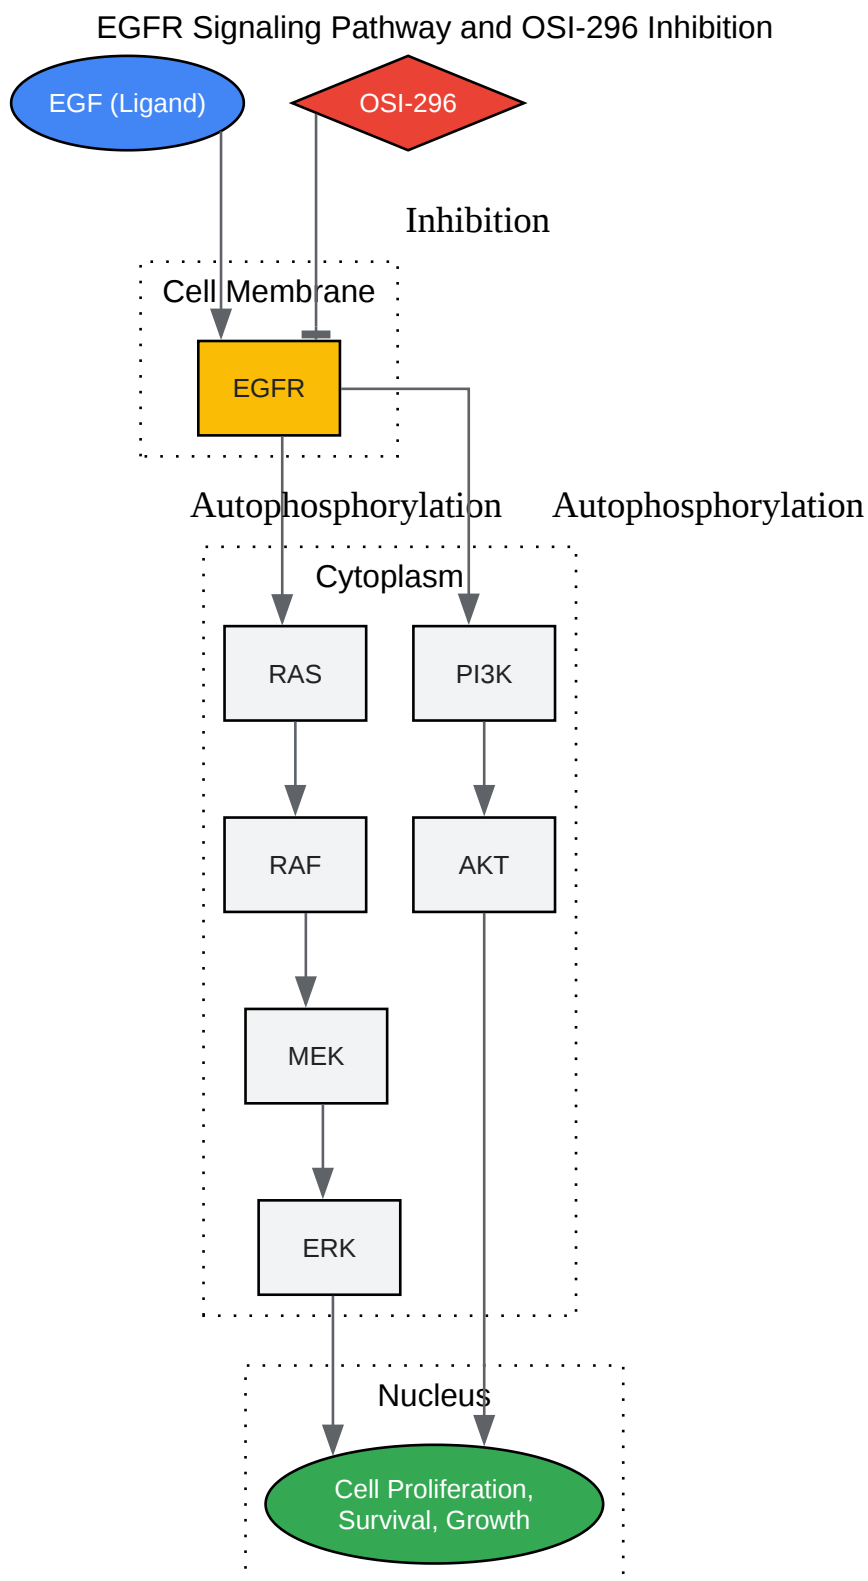 EGFR Signaling Pathway and OSI-296 Inhibition
EGF (Ligand)
OSI-296
Inhibition
Cell Membrane
EGFR
Autophosphorylation
Autophosphorylation
Cytoplasm
RAS
PI3K
RAF
AKT
MEK
ERK
Nucleus
Cell Proliferation,
Survival, Growth